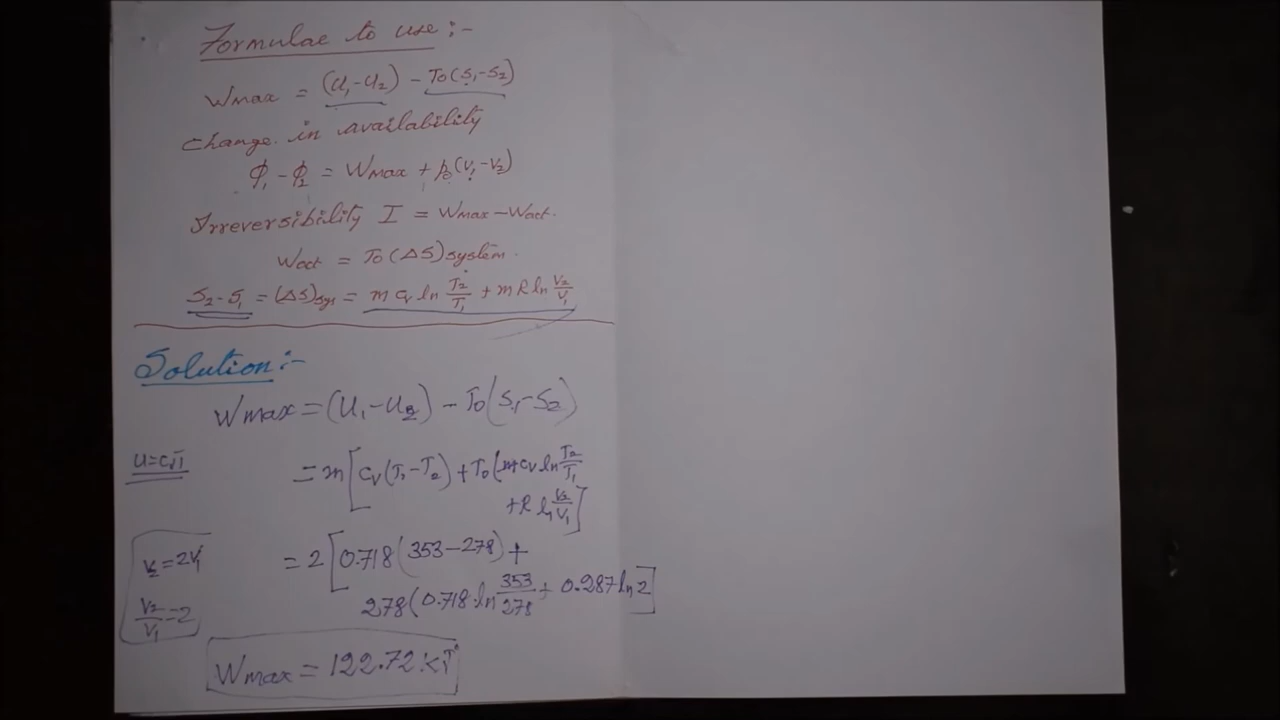 Formulae to use :-
Wmax = (U₁-U₂) - To(S₁-S₂)
Change in availability
ϕ₁ - ϕ₂ = Wmax + p₀(V₁-V₂)
Irreversibility I = Wmax - Wact.
Wact = To(ΔS)system.
S₂-S₁ = (ΔS)sys = m cv ln T₂/T₁ + m R ln V₂/V₁
Solution :-
Wmax = (U₁-U₂) - To(S₁-S₂)
U=cvT
= m[cv(T₁-T₂) + To(mcv ln T₂/T₁
+R ln V₂/V₁]
V₂=2V₁
= 2[0.718(353-278)+
278(0.718 ln 353/278 + 0.287 ln 2]
V₂/V₁=2
Wmax = 122.72 kJ